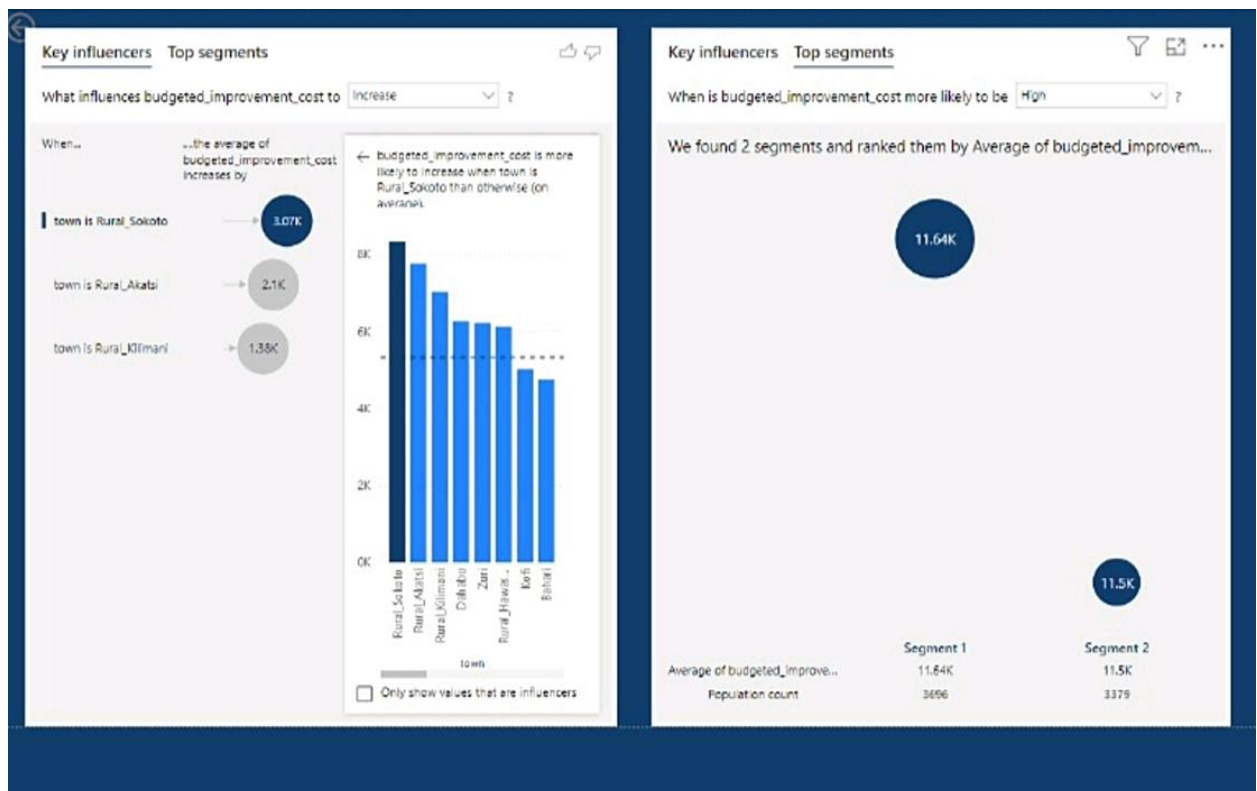 Key influencers Top segments
What influences budgeted_improvement_cost to Increase ?
When...
...the average of
budgeted_improvement_cost
increases by
town is Rural_Sokoto 3.07K
town is Rural_Akatsi 2.1K
town is Rural_Kilimani 1.38K
budgeted_improvement_cost is more
likely to increase when town is
Rural_Sokoto than otherwise (on
average).
8K
6K
4K
2K
0K
Rural_Sokoto
Rural_Akatsi
Rural_Kilimani
Dahabu
Zuri
Rural_Hawas...
Kofi
Bahari
town
Only show values that are influencers
Key influencers Top segments
When is budgeted_improvement_cost more likely to be High ?
We found 2 segments and ranked them by Average of budgeted_improvem...
11.64K
11.5K
Segment 1 Segment 2
Average of budgeted_improve... 11.64K 11.5K
Population count 3696 3379